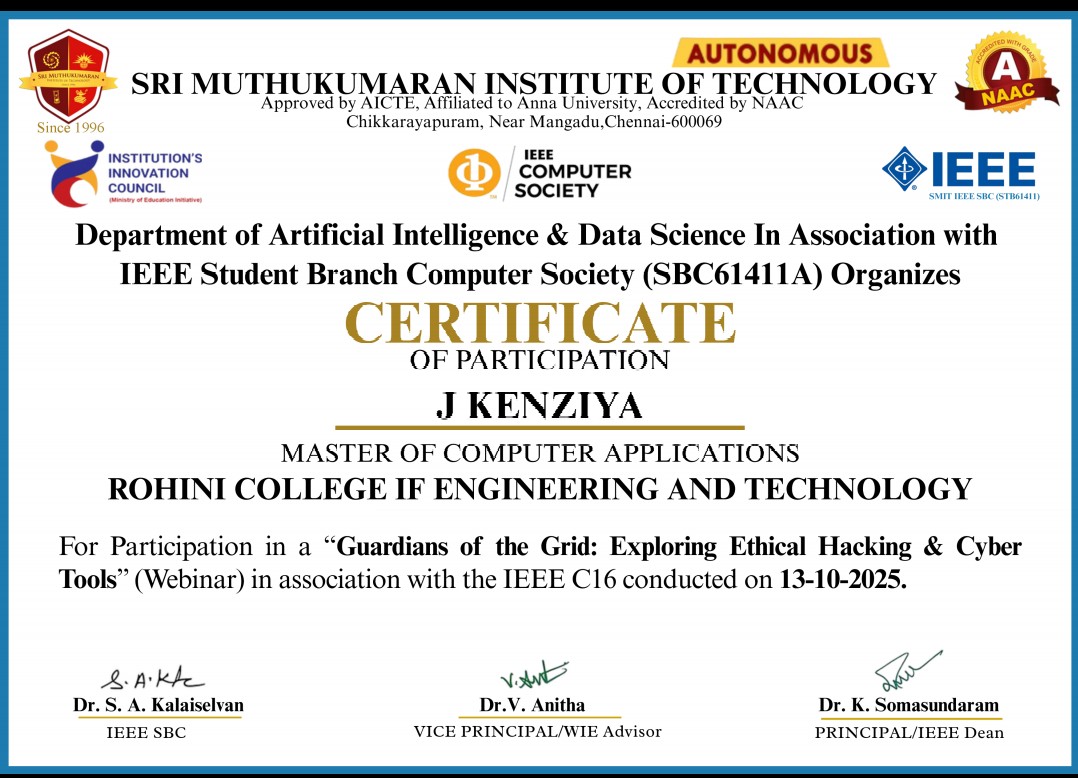 AUTONOMOUS
SRI MUTHUKUMARAN
SRI MUTHUKUMARAN INSTITUTE OF TECHNOLOGY
ACCREDITED WITH GRADE
A
NAAC
Approved by AICTE, Affiliated to Anna University, Accredited by NAAC
Chikkarayapuram, Near Mangadu,Chennai-600069
Since 1996
INSTITUTION'S
INNOVATION
COUNCIL
(Ministry of Education Initiative)
IEEE
COMPUTER
SOCIETY
IEEE
SMIT IEEE SBC (STB61411)
Department of Artificial Intelligence & Data Science In Association with
IEEE Student Branch Computer Society (SBC61411A) Organizes
CERTIFICATE
OF PARTICIPATION
J KENZIYA
MASTER OF COMPUTER APPLICATIONS
ROHINI COLLEGE IF ENGINEERING AND TECHNOLOGY
For Participation in a “Guardians of the Grid: Exploring Ethical Hacking & Cyber
Tools” (Webinar) in association with the IEEE C16 conducted on 13-10-2025.
Dr. S. A. Kalaiselvan
IEEE SBC
Dr.V. Anitha
VICE PRINCIPAL/WIE Advisor
Dr. K. Somasundaram
PRINCIPAL/IEEE Dean